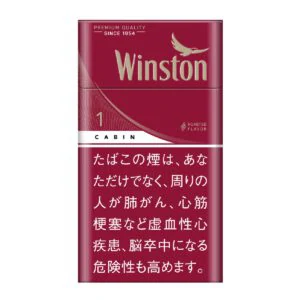 PREMIUM QUALITY
SINCE 1954
Winston
1
PUREFINE
FLAVOR
CABIN
たばこの煙は、あな
ただけでなく、周りの
人が肺がん、心筋
梗塞など虚血性心
疾患、脳卒中になる
危険性も高めます。